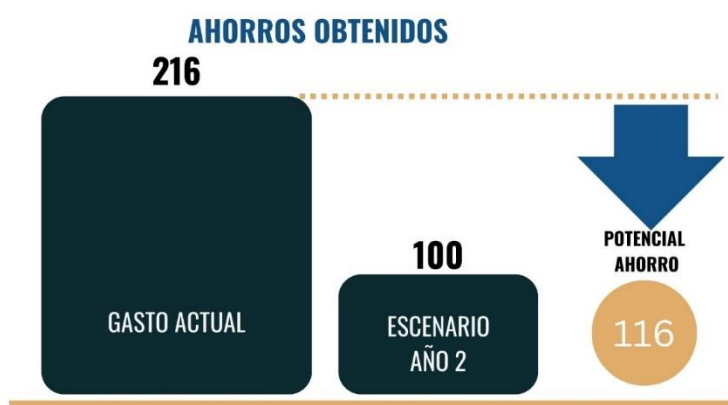 AHORROS OBTENIDOS
216
100
POTENCIAL
AHORRO
GASTO ACTUAL
ESCENARIO
AÑO 2
116